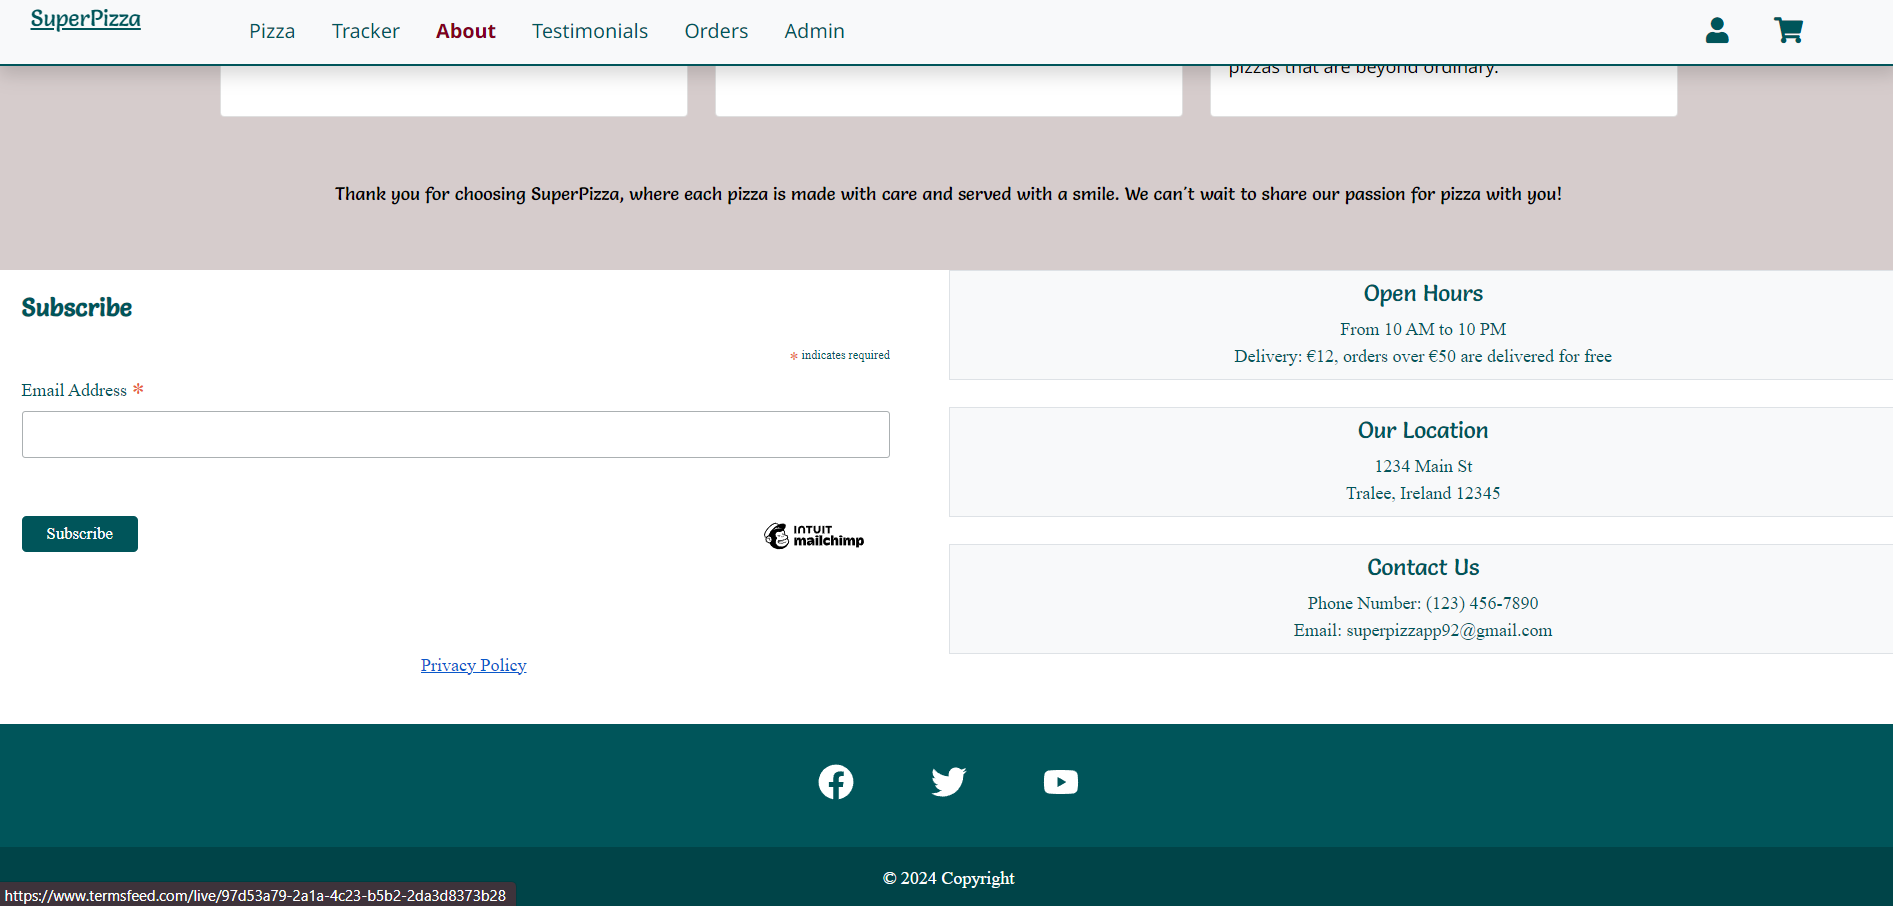 SuperPizza
Pizza Tracker About Testimonials Orders Admin
pizzas that are beyond ordinary.
Thank you for choosing SuperPizza, where each pizza is made with care and served with a smile. We can't wait to share our passion for pizza with you!
Subscribe
* indicates required
Email Address *
Subscribe
INTUIT
mailchimp
Privacy Policy
Open Hours
From 10 AM to 10 PM
Delivery: €12, orders over €50 are delivered for free
Our Location
1234 Main St
Tralee, Ireland 12345
Contact Us
Phone Number: (123) 456-7890
Email: superpizzapp92@gmail.com
© 2024 Copyright
https://www.termsfeed.com/live/97d53a79-2a1a-4c23-b5b2-2da3d8373b28